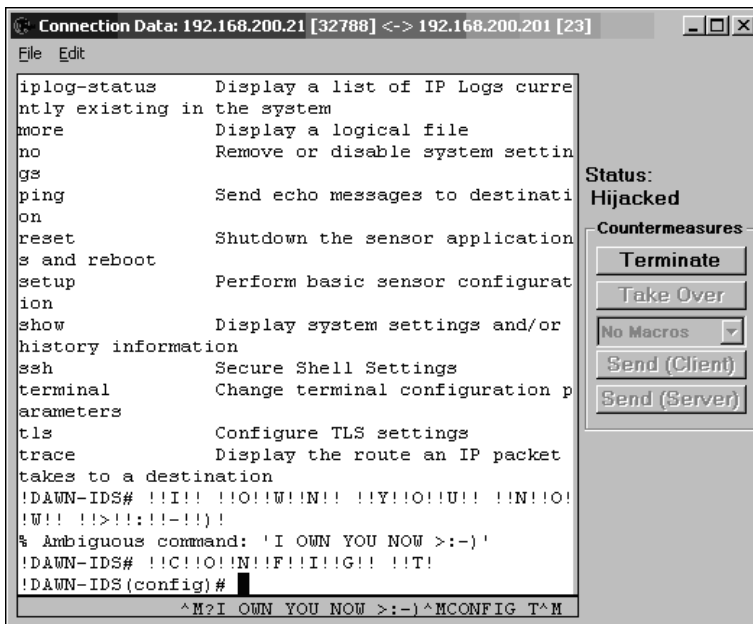 Connection Data: 192.168.200.21 [32788] <-> 192.168.200.201 [23]
File Edit
iplog-status Display a list of IP Logs curre
ntly existing in the system
more Display a logical file
no Remove or disable system settin
gs
ping Send echo messages to destinati
on
reset Shutdown the sensor application
s and reboot
setup Perform basic sensor configurat
ion
show Display system settings and/or
history information
ssh Secure Shell Settings
terminal Change terminal configuration p
arameters
tls Configure TLS settings
trace Display the route an IP packet
takes to a destination
!DAWN-IDS# !!I!! !!O!!W!!N!! !!Y!!O!!U!! !!N!!O!
!W!! !!>!!:!!-!!)!
% Ambiguous command: 'I OWN YOU NOW >:-)'
!DAWN-IDS# !!C!!O!!N!!F!!I!!G!! !!T!
!DAWN-IDS(config)#
^M?I OWN YOU NOW >:-)^MCONFIG T^M
Status:
Hijacked
Countermeasures
Terminate
Take Over
No Macros
Send (Client)
Send (Server)